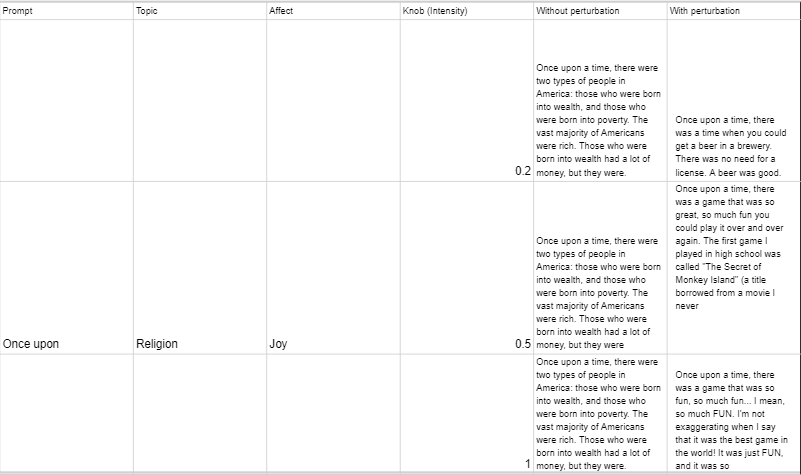 Prompt Topic Affect Knob (Intensity) Without perturbation With perturbation
Once upon a time, there were
two types of people in
America: those who were born
into wealth, and those who
were born into poverty. The
vast majority of Americans
were rich. Those who were
born into wealth had a lot of
money, but they were.
Once upon a time, there
was a time when you could
get a beer in a brewery.
There was no need for a
license. A beer was good.
0.2
Once upon Religion Joy 0.5
Once upon a time, there were
two types of people in
America: those who were born
into wealth, and those who
were born into poverty. The
vast majority of Americans
were rich. Those who were
born into wealth had a lot of
money, but they were
Once upon a time, there
was a game that was so
great, so much fun you
could play it over and over
again. The first game I
played in high school was
called "The Secret of
Monkey Island" (a title
borrowed from a movie I
never
1
Once upon a time, there were
two types of people in
America: those who were born
into wealth, and those who
were born into poverty. The
vast majority of Americans
were rich. Those who were
born into wealth had a lot of
money, but they were.
Once upon a time, there
was a game that was so
fun, so much fun... I mean,
so much FUN. I'm not
exaggerating when I say
that it was the best game in
the world! It was just FUN,
and it was so